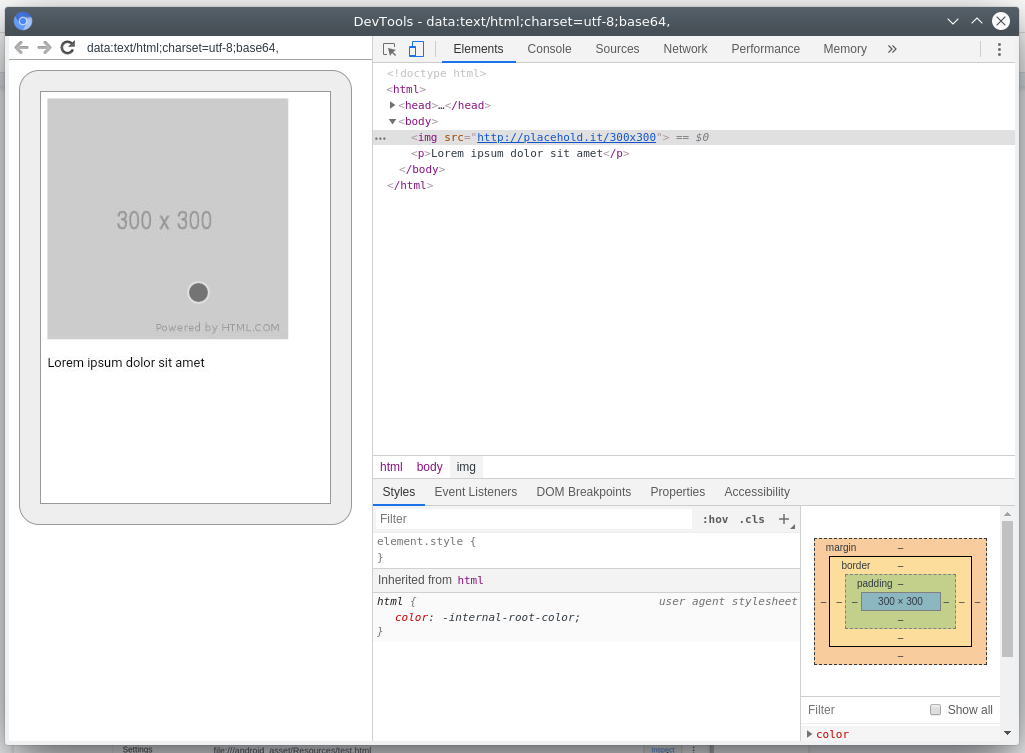 DevTools - data:text/html;charset=utf-8;base64,
data:text/html;charset=utf-8;base64,
Elements Console Sources Network Performance Memory »
300 x 300
Powered by HTML.COM
Lorem ipsum dolor sit amet
<!doctype html>
<html>
<head>…</head>
<body>
<img src="http://placehold.it/300x300"> == $0
<p>Lorem ipsum dolor sit amet</p>
</body>
</html>
html body img
Styles Event Listeners DOM Breakpoints Properties Accessibility
Filter :hov .cls +
element.style {
}
Inherited from html
html { user agent stylesheet
color: -internal-root-color;
}
margin –
border –
padding –
– – – 300 × 300 – – –
–
–
–
Filter Show all
color
Settings file:///android_asset/Resources/test.html Inspect